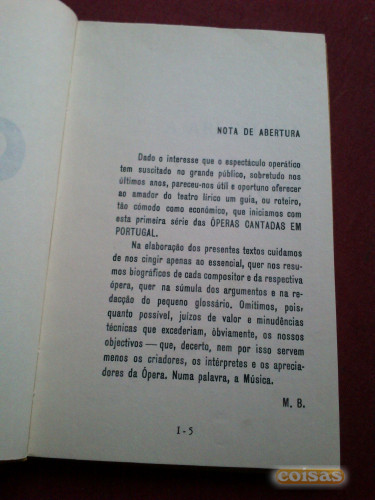 NOTA DE ABERTURA
Dado o interesse que o espectáculo operático
tem suscitado no grande público, sobretudo nos
últimos anos, pareceu-nos útil e oportuno oferecer
ao amador do teatro lírico um guia, ou roteiro,
tão cómodo como económico, que iniciamos com
esta primeira série das ÓPERAS CANTADAS EM
PORTUGAL.
Na elaboração dos presentes textos cuidamos
de nos cingir apenas ao essencial, quer nos resu-
mos biográficos de cada compositor e da respectiva
ópera, quer na súmula dos argumentos e na re-
dacção do pequeno glossário. Omitimos, pois,
quanto possível, juízos de valor e minudências
técnicas que excederiam, òbviamente, os nossos
objectivos — que, decerto, nem por isso servem
menos os criadores, os intérpretes e os aprecia-
dores da Ópera. Numa palavra, a Música.
M. B.
I - 5
coisas